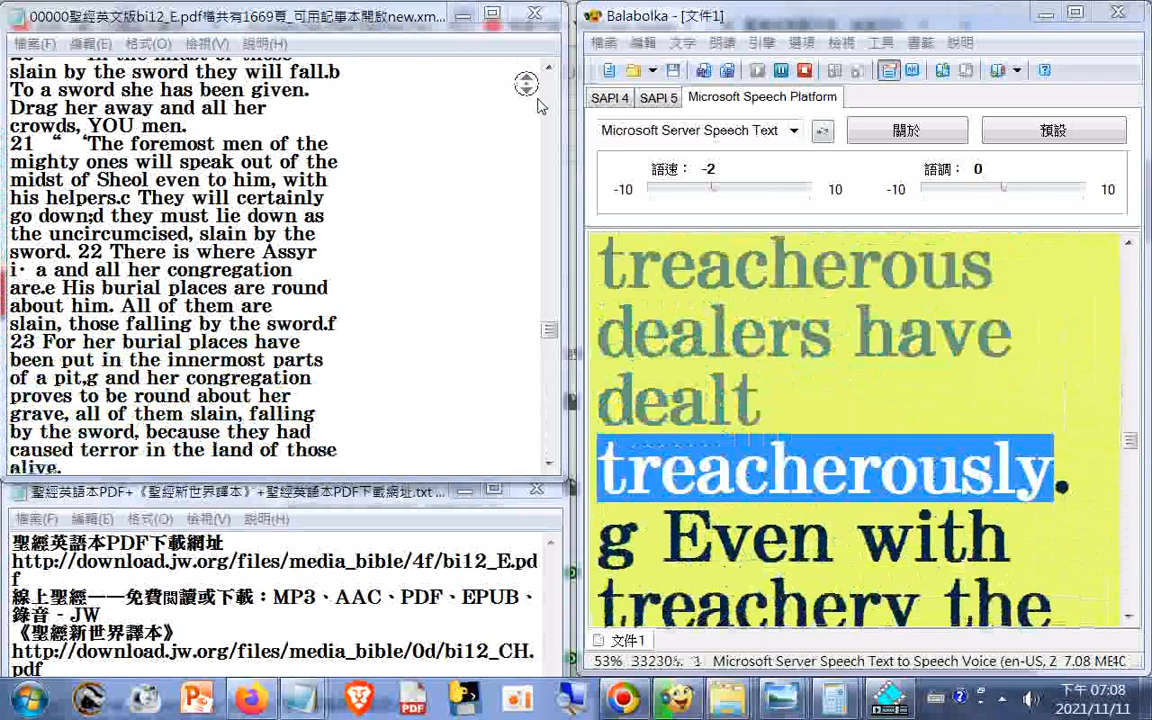 00000聖經英文版bi12_E.pdf檔共有1669頁_可用記事本開啟new.xm...
檔案(F) 編輯(E) 格式(O) 檢視(V) 說明(H)
slain by the sword they will fall.b
To a sword she has been given.
Drag her away and all her
crowds, YOU men.
21 “ ‘The foremost men of the
mighty ones will speak out of the
midst of Sheol even to him, with
his helpers.c They will certainly
go down;d they must lie down as
the uncircumcised, slain by the
sword. 22 There is where Assyr
i· a and all her congregation
are.e His burial places are round
about him. All of them are
slain, those falling by the sword.f
23 For her burial places have
been put in the innermost parts
of a pit,g and her congregation
proves to be round about her
grave, all of them slain, falling
by the sword, because they had
caused terror in the land of those
alive.
聖經英語本PDF+《聖經新世界譯本》+聖經英語本PDF下載網址.txt ...
檔案(F) 編輯(E) 格式(O) 檢視(V) 說明(H)
聖經英語本PDF下載網址
http://download.jw.org/files/media_bible/4f/bi12_E.pd
f
線上聖經——免費閱讀或下載：MP3、AAC、PDF、EPUB、
錄音 - JW
《聖經新世界譯本》
http://download.jw.org/files/media_bible/0d/bi12_CH.
pdf
Balabolka - [文件1]
檔案 編輯 文字 朗讀 引擎 選項 檢視 工具 書籤 說明
SAPI 4 SAPI 5 Microsoft Speech Platform
Microsoft Server Speech Text 關於 預設
語速： -2 語調： 0
-10 10 -10 10
treacherous
dealers have
dealt
treacherously.
g Even with
treachery the
文件1
53% 33230%. 1 Microsoft Server Speech Text to Speech Voice (en-US, Z 7.08 ME
下午 07:08
2021/11/11